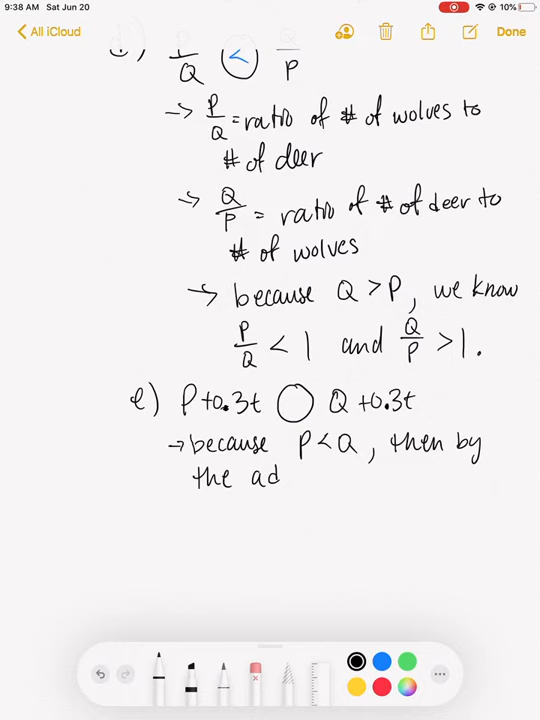 9:38 AM Sat Jun 20
10%
All iCloud
Done
P/Q < Q/P
→ P/Q = ratio of # of wolves to
# of deer
→ Q/P = ratio of # of deer to
# of wolves
→ because Q > P, we know
P/Q < 1 and Q/P > 1.
e) P+0.3t ○ Q+0.3t
→ because P < Q, then by
the ad